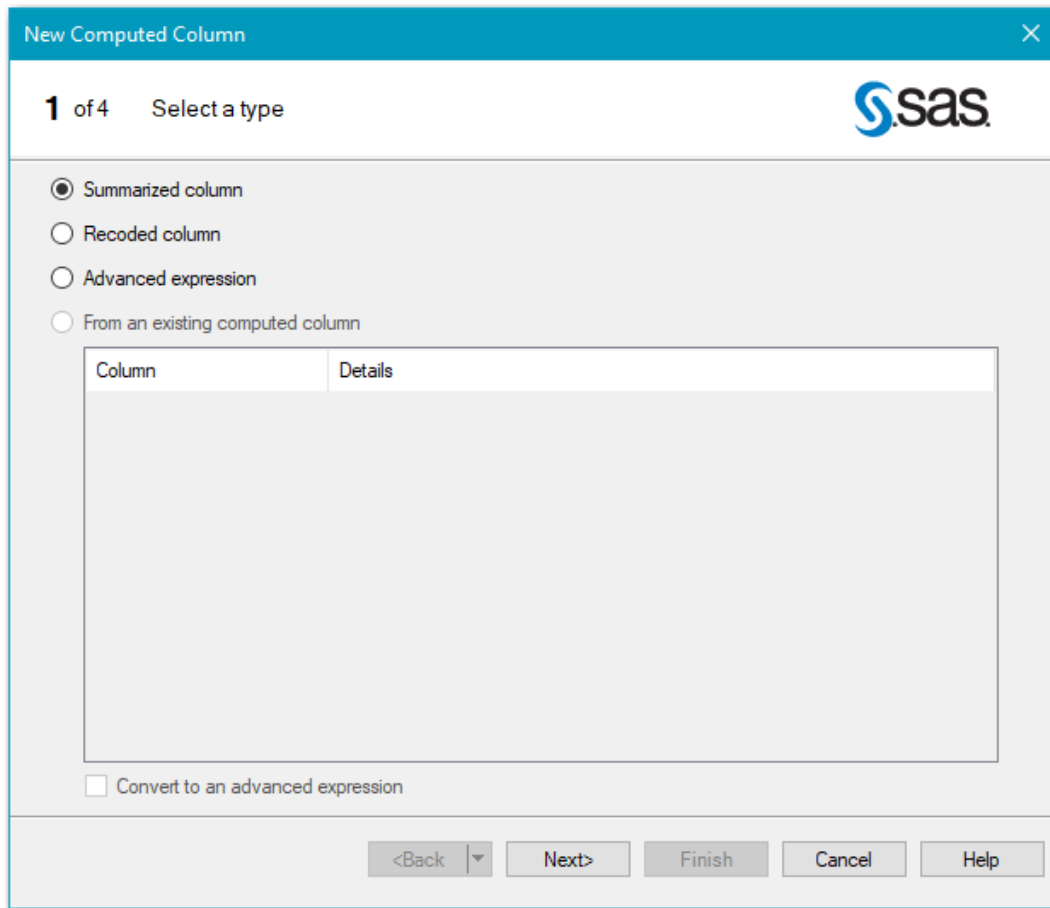 New Computed Column
1 of 4 Select a type
sas
Summarized column
Recoded column
Advanced expression
From an existing computed column
Column Details
Convert to an advanced expression
<Back Next> Finish Cancel Help